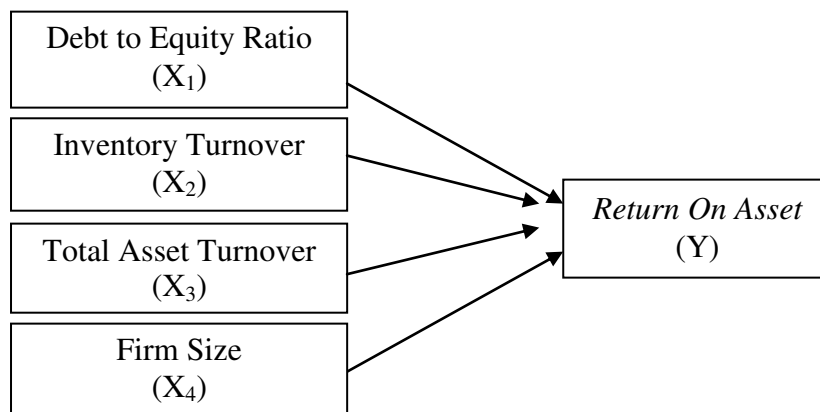 Debt to Equity Ratio
(X₁)
Inventory Turnover
(X₂)
Return On Asset
(Y)
Total Asset Turnover
(X₃)
Firm Size
(X₄)